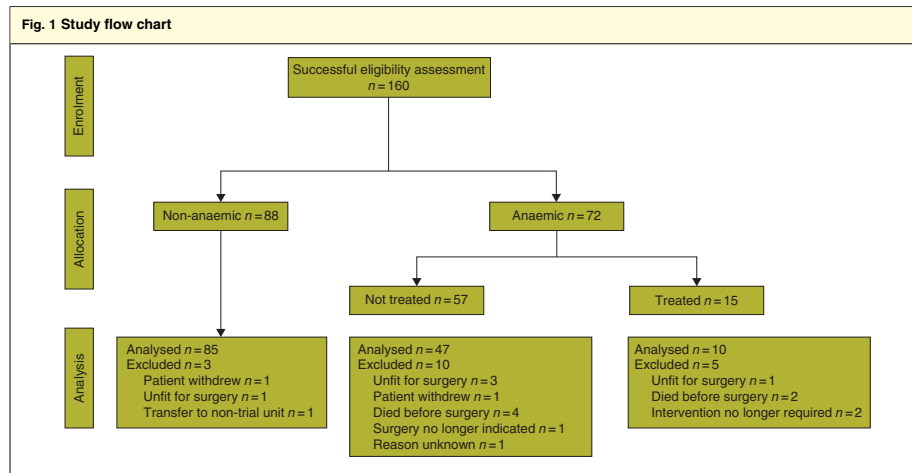 Fig. 1 Study flow chart
Enrolment
Successful eligibility assessment
n = 160
Allocation
Non-anaemic n = 88
Anaemic n = 72
Not treated n = 57
Treated n = 15
Analysis
Analysed n = 85
Excluded n = 3
Patient withdrew n = 1
Unfit for surgery n = 1
Transfer to non-trial unit n = 1
Analysed n = 47
Excluded n = 10
Unfit for surgery n = 3
Patient withdrew n = 1
Died before surgery n = 4
Surgery no longer indicated n = 1
Reason unknown n = 1
Analysed n = 10
Excluded n = 5
Unfit for surgery n = 1
Died before surgery n = 2
Intervention no longer required n = 2